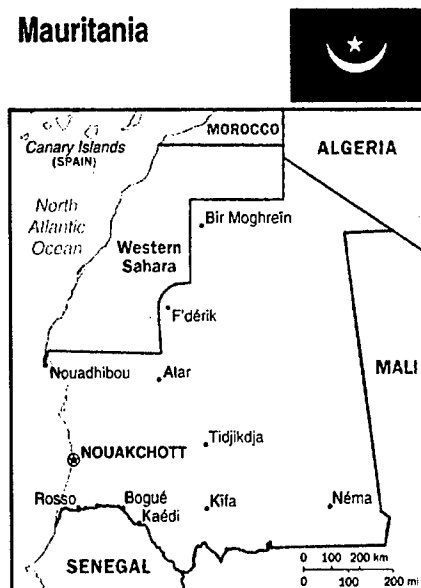 Mauritania
MOROCCO
Canary Islands
(SPAIN)
ALGERIA
North
Atlantic
Ocean
Bir Moghreïn
Western
Sahara
F'dérik
MALI
Nouadhibou
Atar
Tidjikdja
NOUAKCHOTT
Rosso
Bogué
Kaédi
Kīfa
Néma
SENEGAL
0 100 200 km
0 100 200 mi